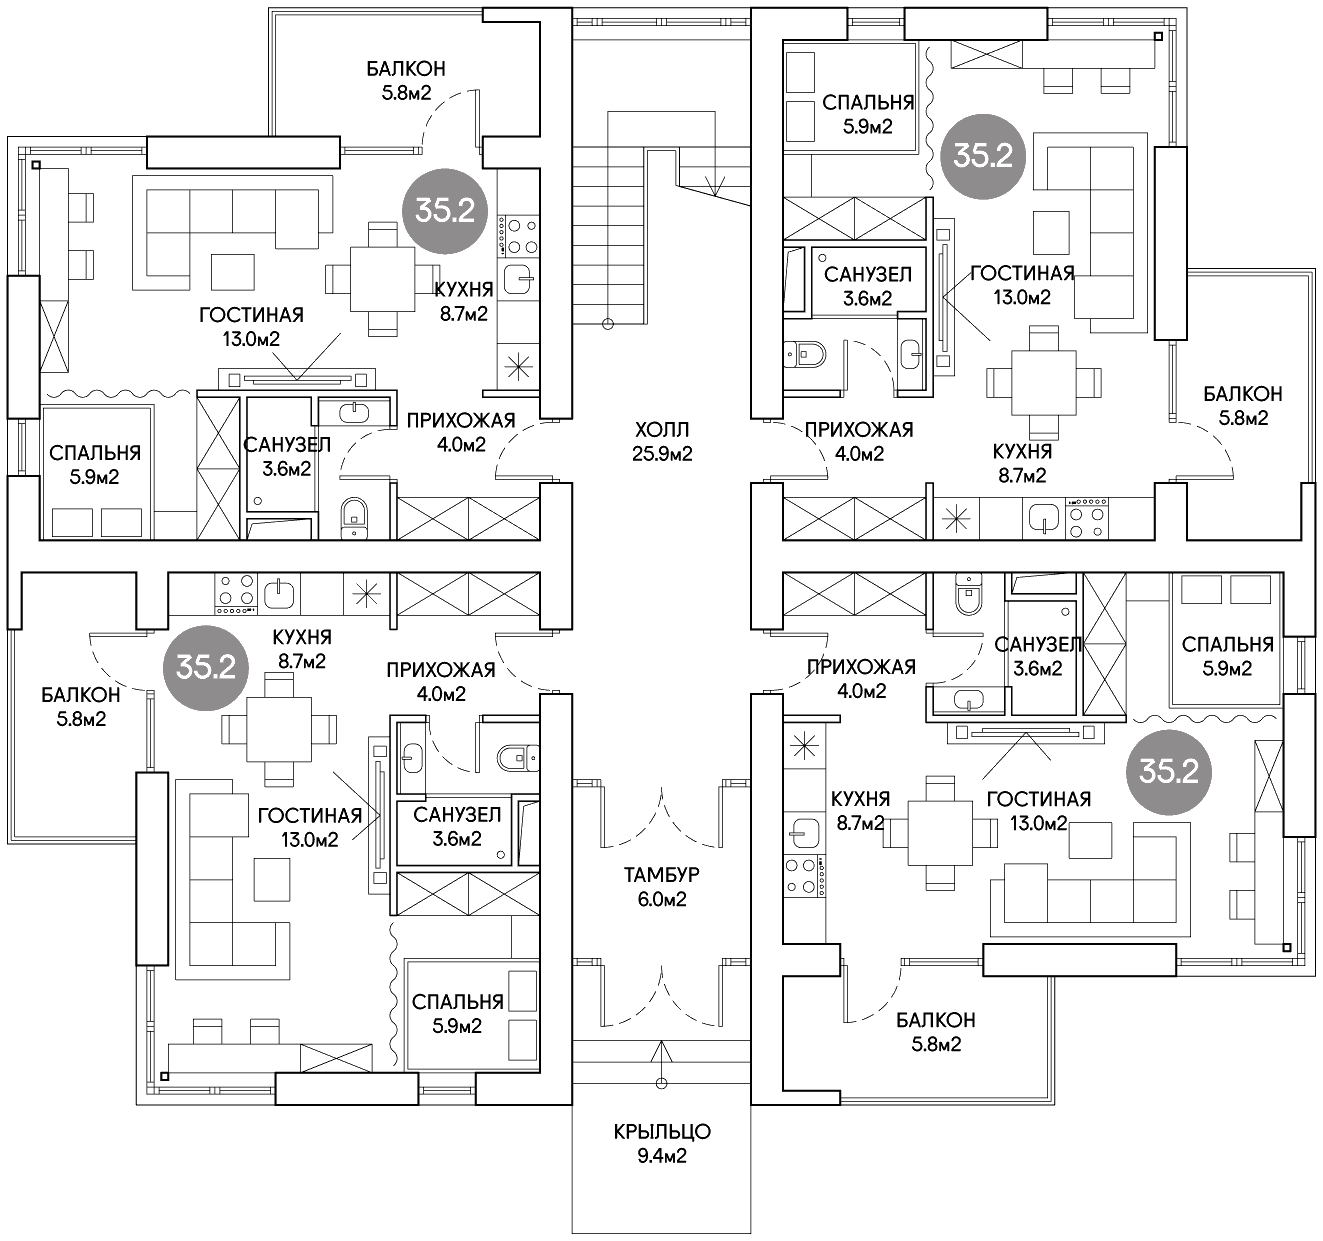 БАЛКОН
5.8м2
35.2
КУХНЯ
8.7м2
ГОСТИНАЯ
13.0м2
ПРИХОЖАЯ
4.0м2
САНУЗЕЛ
3.6м2
СПАЛЬНЯ
5.9м2
СПАЛЬНЯ
5.9м2
35.2
САНУЗЕЛ
3.6м2
ГОСТИНАЯ
13.0м2
БАЛКОН
5.8м2
ПРИХОЖАЯ
4.0м2
КУХНЯ
8.7м2
ХОЛЛ
25.9м2
КУХНЯ
8.7м2
35.2
ПРИХОЖАЯ
4.0м2
БАЛКОН
5.8м2
ГОСТИНАЯ
13.0м2
САНУЗЕЛ
3.6м2
СПАЛЬНЯ
5.9м2
ТАМБУР
6.0м2
КРЫЛЬЦО
9.4м2
САНУЗЕЛ
3.6м2
СПАЛЬНЯ
5.9м2
ПРИХОЖАЯ
4.0м2
35.2
КУХНЯ
8.7м2
ГОСТИНАЯ
13.0м2
БАЛКОН
5.8м2